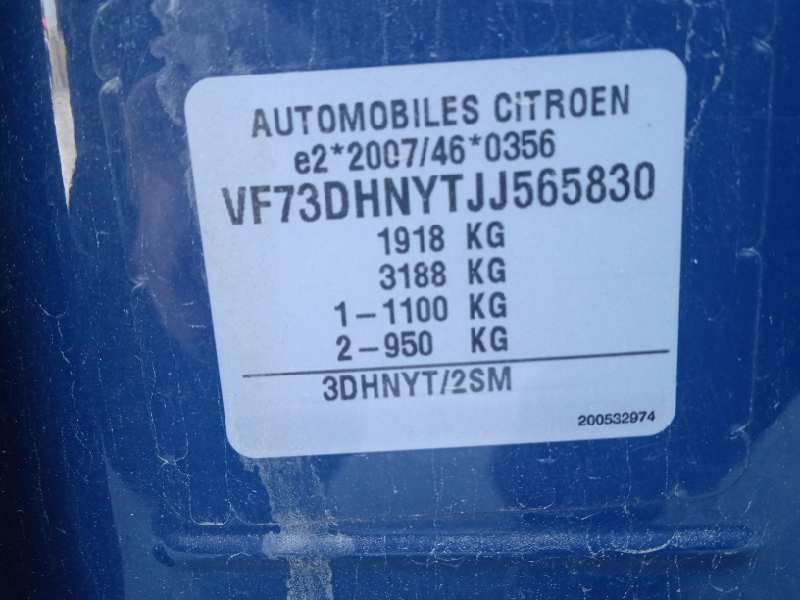 AUTOMOBILES CITROEN
e2*2007/46*0356
VF73DHNYTJJ565830
1918 KG
3188 KG
1-1100 KG
2-950 KG
3DHNYT/2SM
200532974